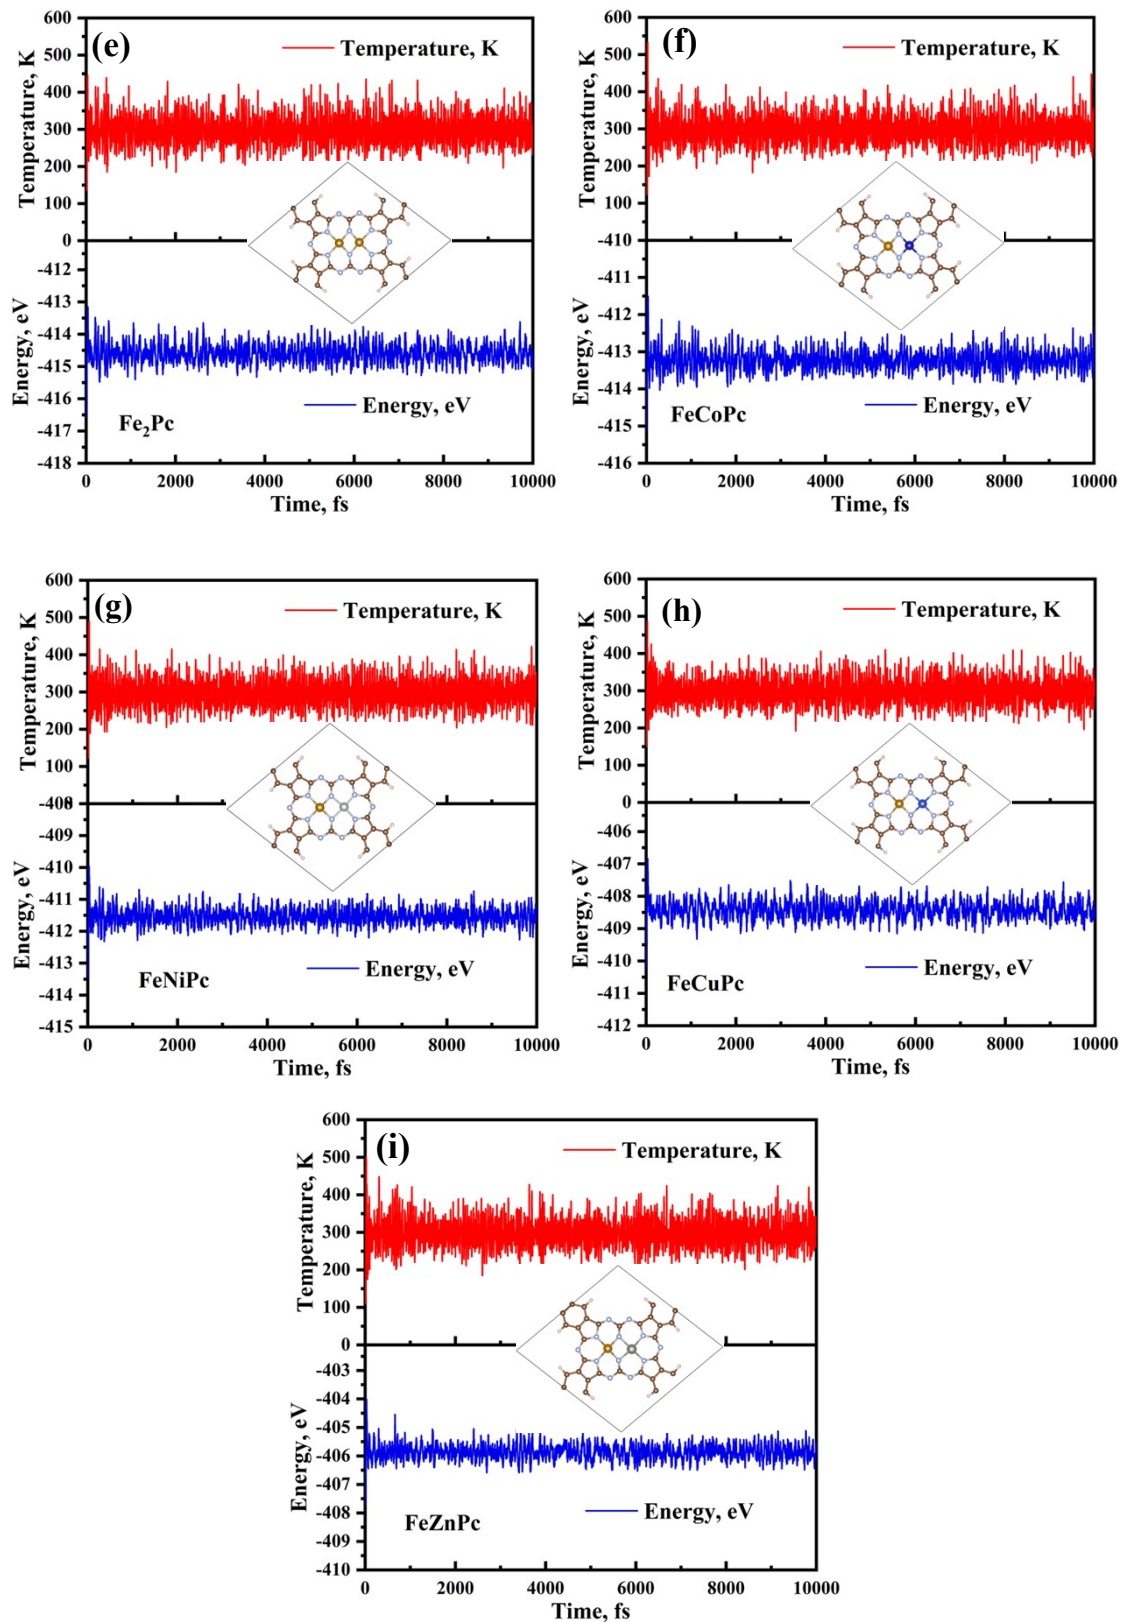 (e)
Temperature, K
600
500
400
300
200
100
0
Temperature, K
-412
-413
-414
-415
-416
-417
-418
Energy, eV
Energy, eV
Fe₂Pc
0 2000 4000 6000 8000 10000
Time, fs
(f)
Temperature, K
600
500
400
300
200
100
-410
Temperature, K
-411
-412
-413
-414
-415
-416
Energy, eV
Energy, eV
FeCoPc
0 2000 4000 6000 8000 10000
Time, fs
(g)
Temperature, K
600
500
400
300
200
100
-408
Temperature, K
-409
-410
-411
-412
-413
-414
-415
Energy, eV
Energy, eV
FeNiPc
0 2000 4000 6000 8000 10000
Time, fs
(h)
Temperature, K
600
500
400
300
200
100
0
Temperature, K
-406
-407
-408
-409
-410
-411
-412
Energy, eV
Energy, eV
FeCuPc
0 2000 4000 6000 8000 10000
Time, fs
(i)
Temperature, K
600
500
400
300
200
100
0
Temperature, K
-403
-404
-405
-406
-407
-408
-409
-410
Energy, eV
Energy, eV
FeZnPc
0 2000 4000 6000 8000 10000
Time, fs